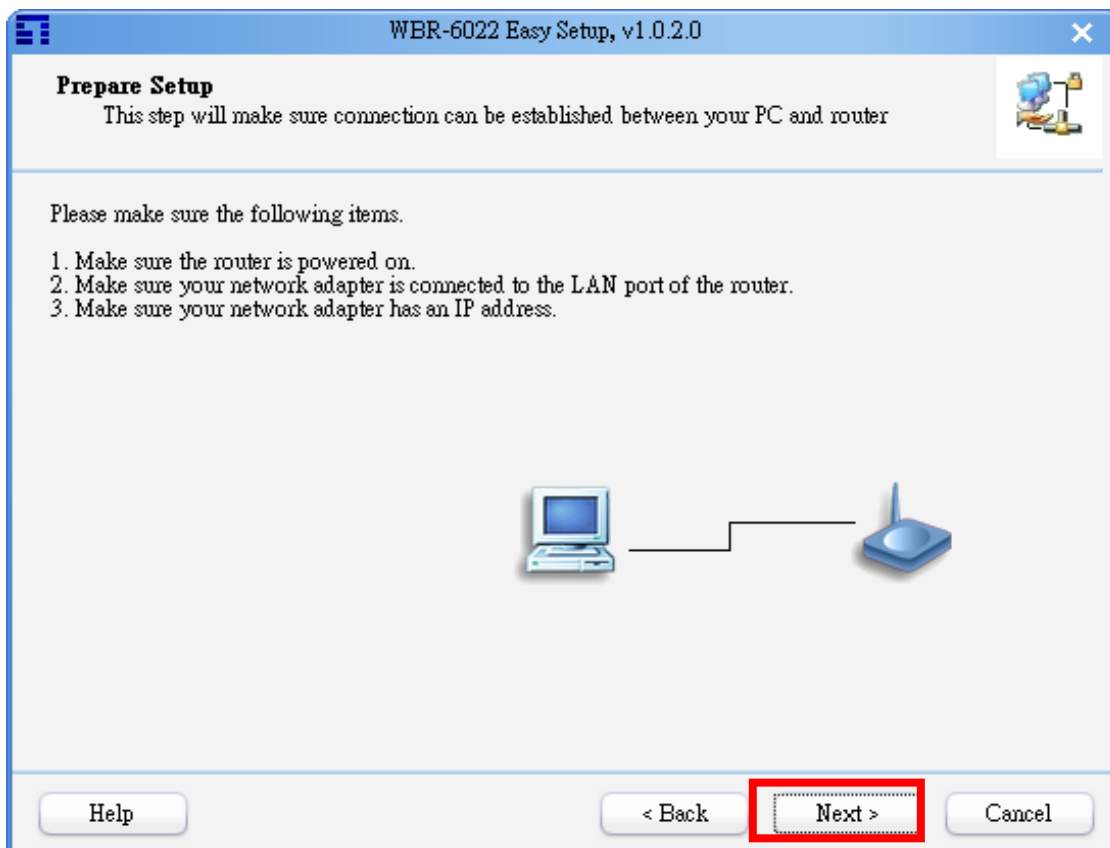 WBR-6022 Easy Setup, v1.0.2.0
Prepare Setup
This step will make sure connection can be established between your PC and router
Please make sure the following items.
1. Make sure the router is powered on.
2. Make sure your network adapter is connected to the LAN port of the router.
3. Make sure your network adapter has an IP address.
Help
< Back
Next >
Cancel